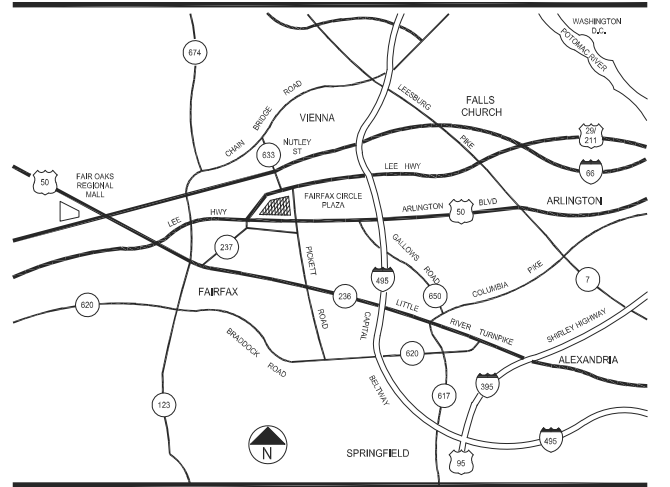 WASHINGTON
D.C.
POTOMAC RIVER
674
LEESBURG
PIKE
CHAIN BRIDGE ROAD
VIENNA
FALLS
CHURCH
NUTLEY
ST
633
29/
211
LEE HWY
66
50
FAIR OAKS
REGIONAL
MALL
FAIRFAX CIRCLE
PLAZA
LEE HWY
ARLINGTON BLVD
50
ARLINGTON
237
PICKETT
ROAD
GALLOWS
ROAD
495
COLUMBIA PIKE
7
FAIRFAX
236
650
LITTLE
RIVER TURNPIKE
SHIRLEY HIGHWAY
620
BRADDOCK
ROAD
CAPITAL
BELTWAY
620
ALEXANDRIA
395
123
617
N
SPRINGFIELD
95
495